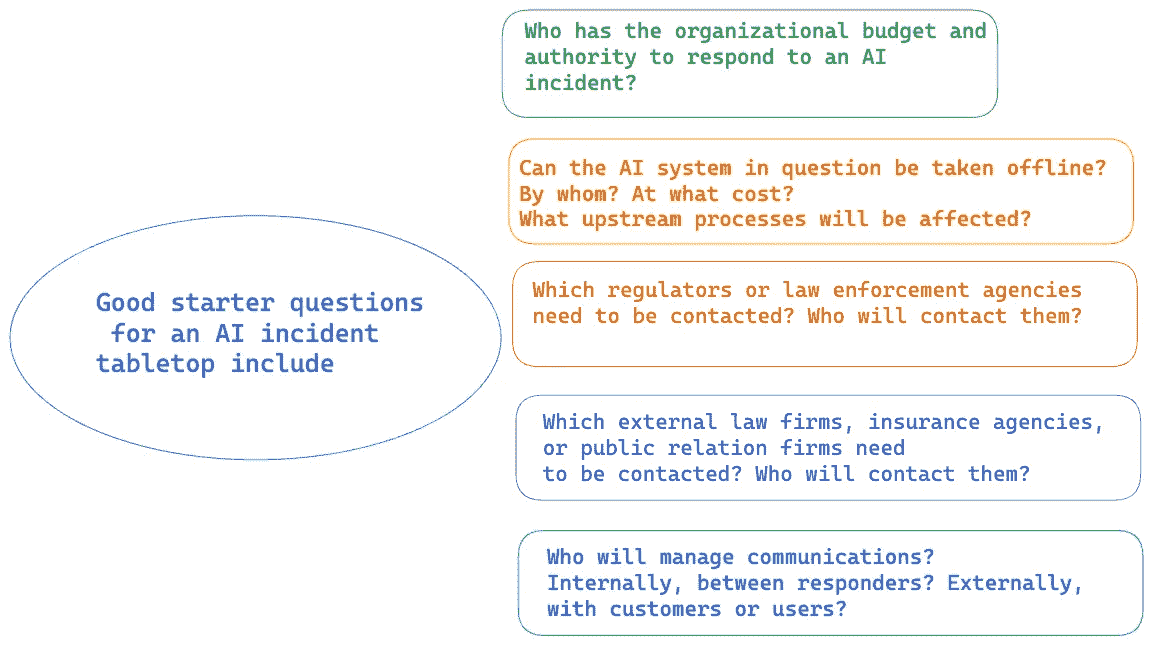 Good starter questions
for an AI incident
tabletop include
Who has the organizational budget and
authority to respond to an AI
incident?
Can the AI system in question be taken offline?
By whom? At what cost?
What upstream processes will be affected?
Which regulators or law enforcement agencies
need to be contacted? Who will contact them?
Which external law firms, insurance agencies,
or public relation firms need
to be contacted? Who will contact them?
Who will manage communications?
Internally, between responders? Externally,
with customers or users?